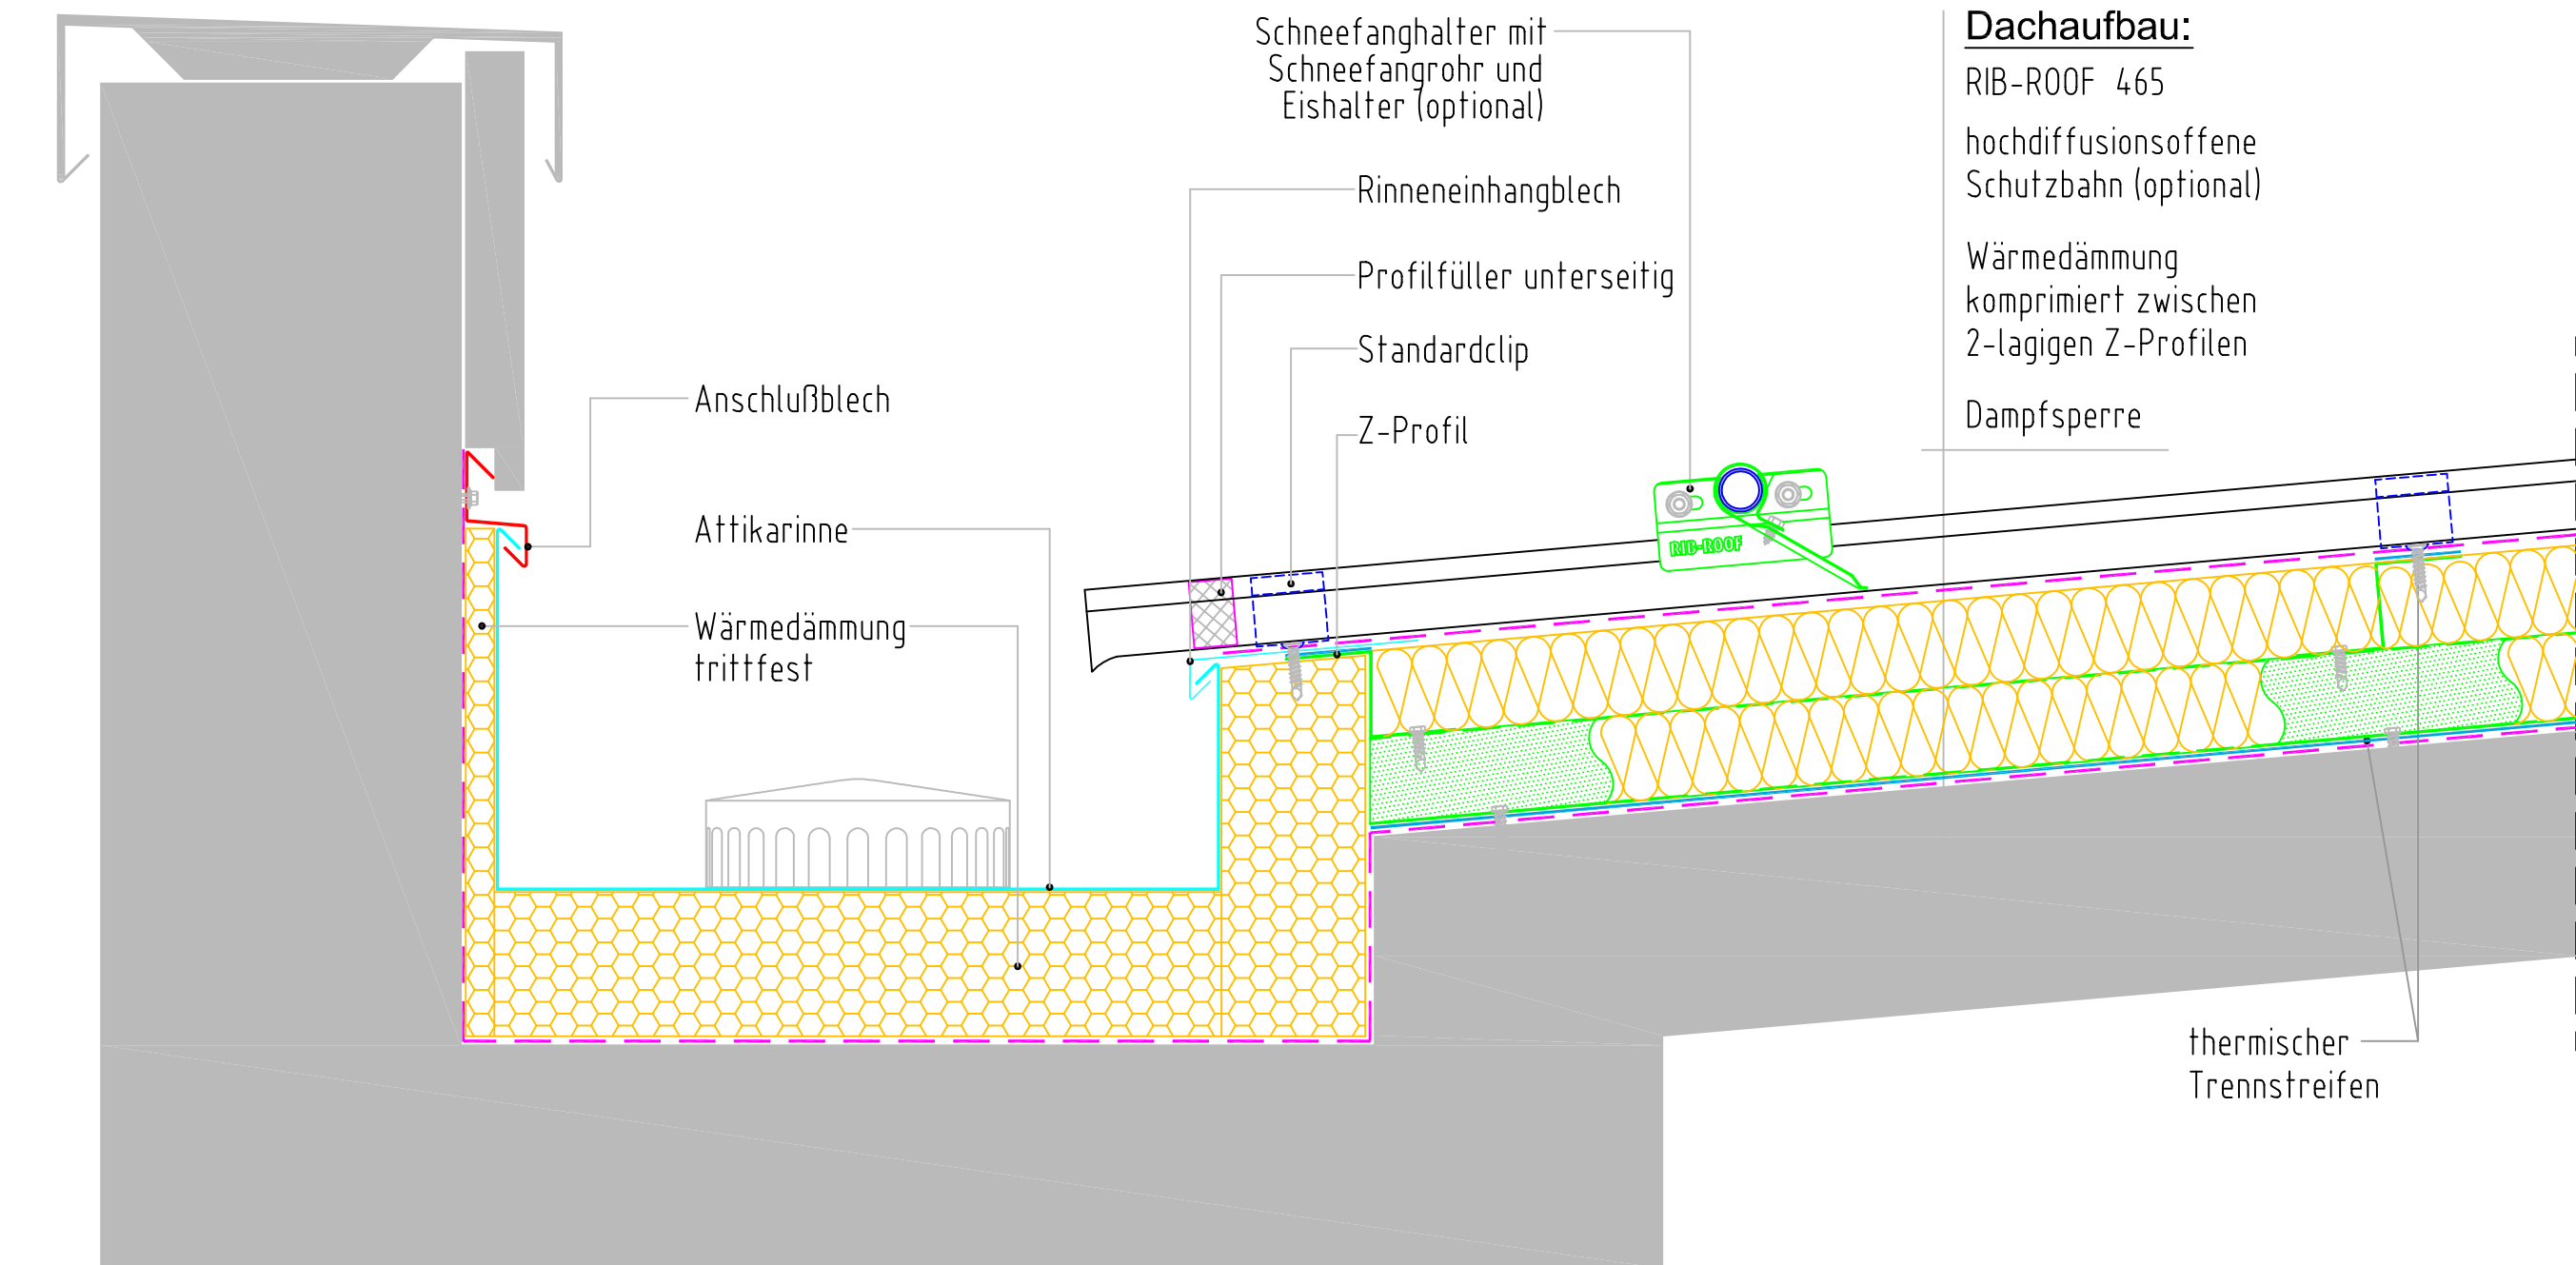 Schneefanghalter mit
Schneefangrohr und
Eishalter (optional)
Rinneneinhangblech
Profilfüller unterseitig
Standardclip
Z-Profil
Anschlußblech
Attikarinne
Wärmedämmung
trittfest
Dachaufbau:
RIB-ROOF 465
hochdiffusionsoffene
Schutzbahn (optional)
Wärmedämmung
komprimiert zwischen
2-lagigen Z-Profilen
Dampfsperre
RIB-ROOF
thermischer
Trennstreifen